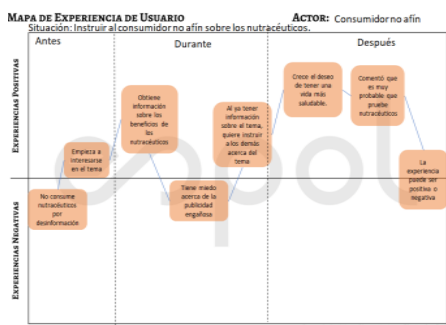 MAPA DE EXPERIENCIA DE USUARIO
ACTOR: Consumidor no afín
Situación: Instruir al consumidor no afín sobre los nutracéuticos.
Antes
Durante
Después
EXPERIENCIAS POSITIVAS
EXPERIENCIAS NEGATIVAS
No consume
nutracéuticos
por
desinformación
Empieza a
interesarse
en el tema
Obtiene
información
sobre los
beneficios de
los
nutracéuticos
Tiene miedo
acerca de la
publicidad
engañosa
Al ya tener
información
sobre el tema,
quiere instruir
a los demás
acerca del
tema
Crece el deseo
de tener una
vida más
saludable.
Comentó que
es muy
probable que
pruebe
nutracéuticos
La
experiencia
puede ser
positiva o
negativa
espol